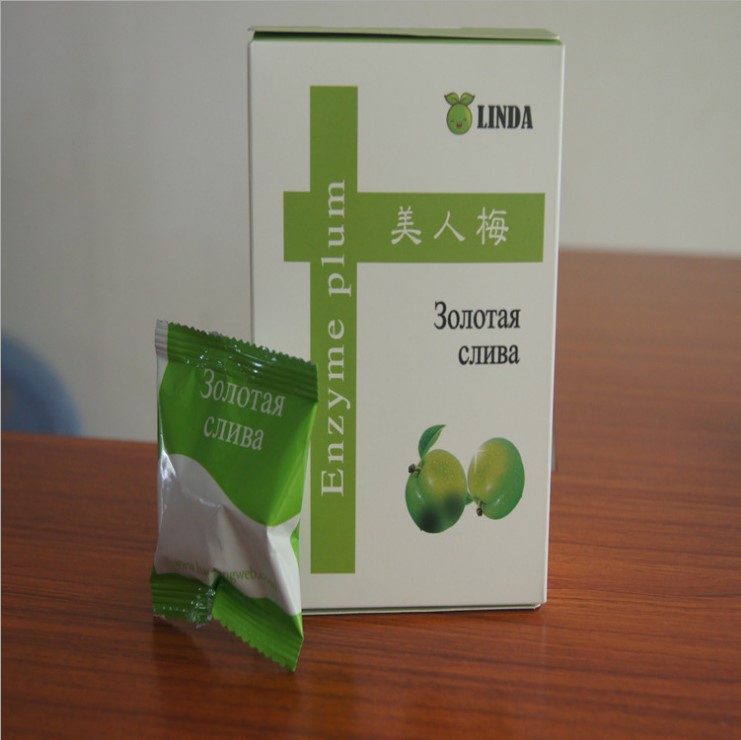 LINDA
美人梅
Enzyme plum
Золотая
слива
Золотая
слива